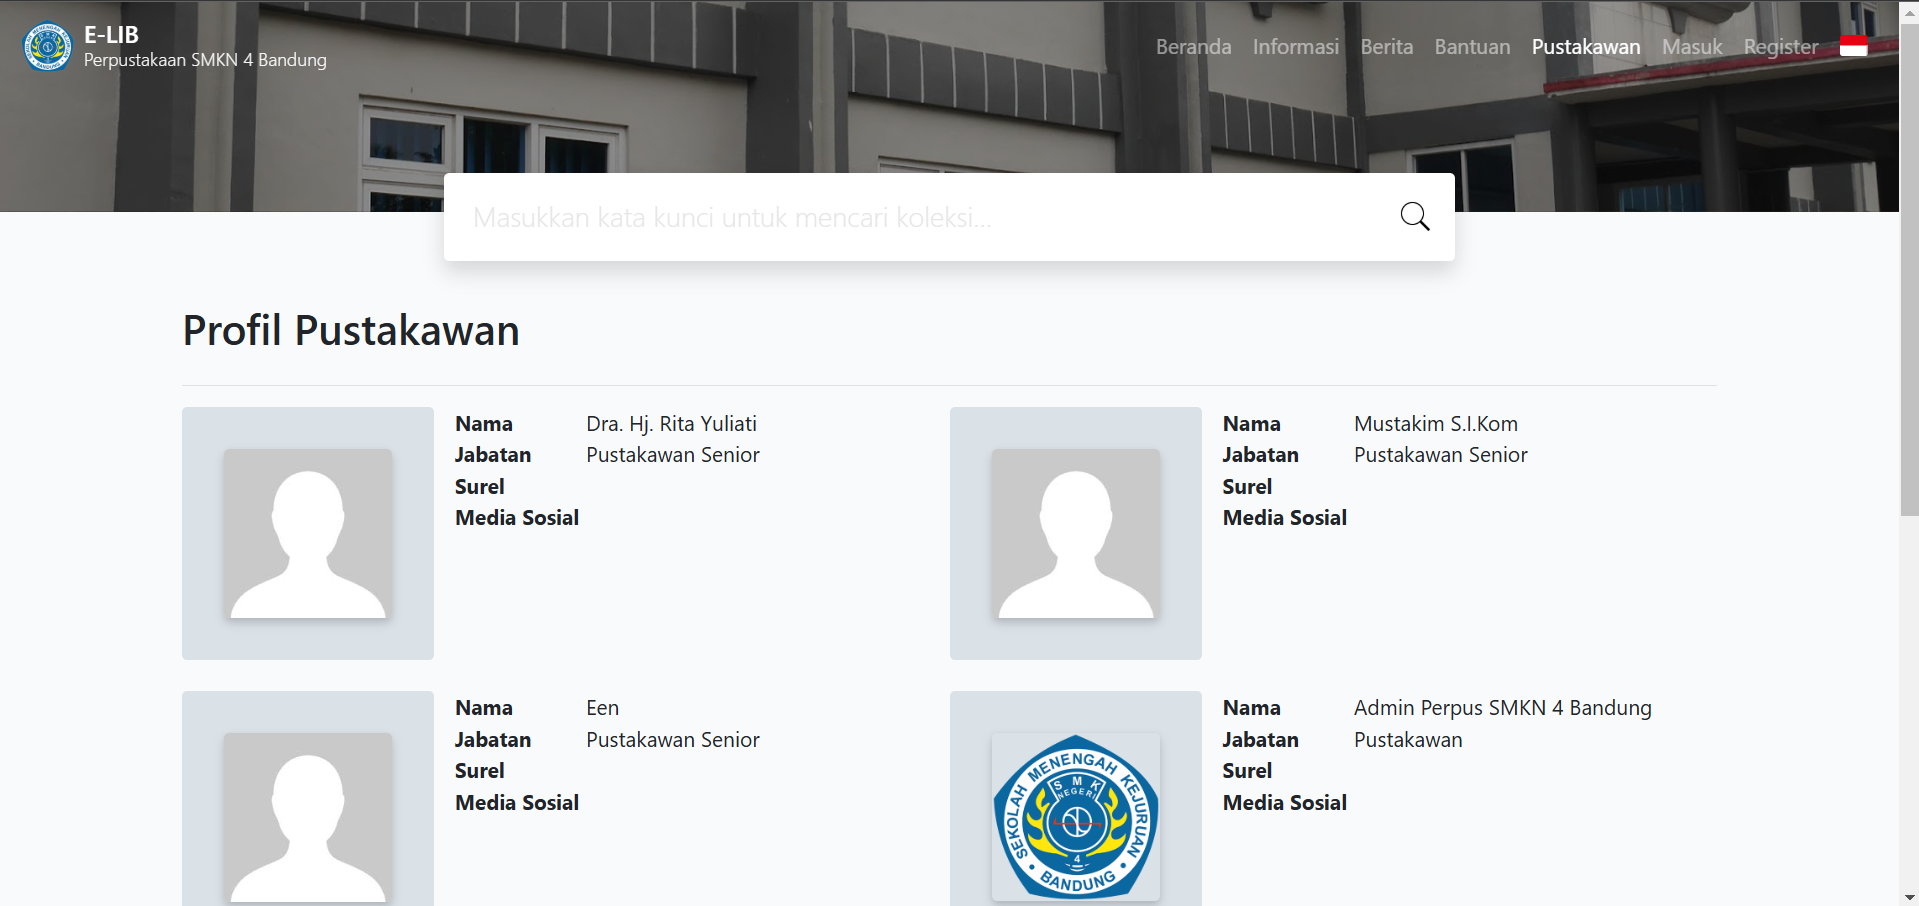 E-LIB
Perpustakaan SMKN 4 Bandung
Beranda Informasi Berita Bantuan Pustakawan Masuk Register
Masukkan kata kunci untuk mencari koleksi...
Profil Pustakawan
Nama Dra. Hj. Rita Yuliati
Jabatan Pustakawan Senior
Surel
Media Sosial
Nama Mustakim S.I.Kom
Jabatan Pustakawan Senior
Surel
Media Sosial
Nama Een
Jabatan Pustakawan Senior
Surel
Media Sosial
SEKOLAH MENENGAH KEJURUAN
SMK
NEGERI
4
BANDUNG
Nama Admin Perpus SMKN 4 Bandung
Jabatan Pustakawan
Surel
Media Sosial